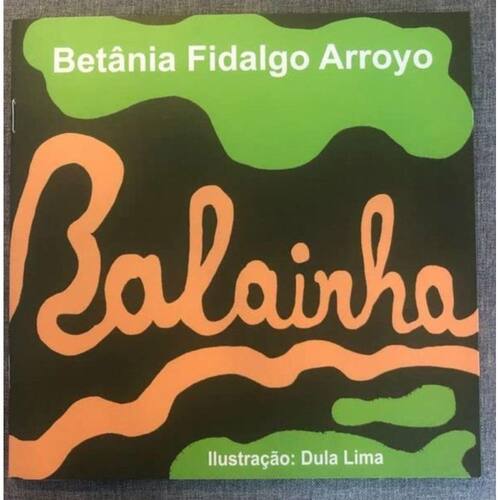 Betânia Fidalgo Arroyo
Balainha
Ilustração: Dula Lima